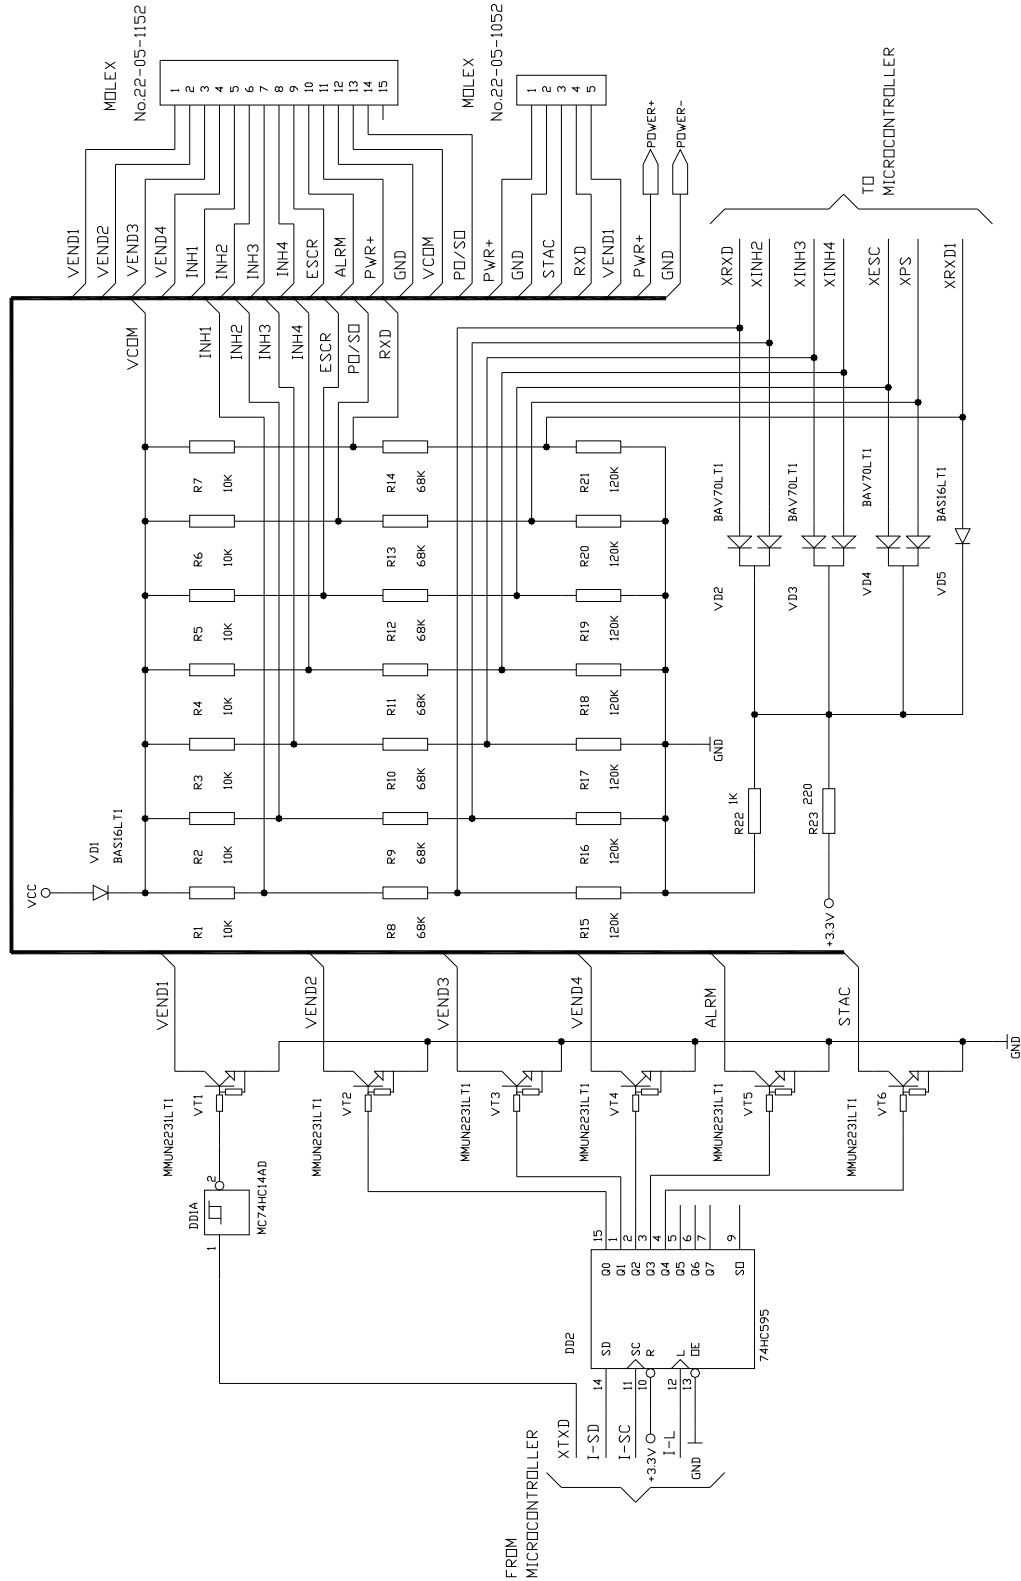 MOLEX
No.22-05-1152
1
2
3
4
5
6
7
8
9
10
11
12
13
14
15
MOLEX
No.22-05-1052
1
2
3
4
5
VEND1
VEND2
VEND3
VEND4
INH1
INH2
INH3
INH4
ESCR
ALRM
PWR+
GND
VCOM
PO/SO
PWR+
GND
STAC
RXD
VEND1
PWR+
GND
POWER+
POWER-
TO
MICROCONTROLLER
XRXD
XINH2
XINH3
XINH4
XESC
XPS
XRXD1
VCOM
INH1
INH2
INH3
INH4
ESCR
PO/SO
RXD
R7
10K
R14
68K
R21
120K
R6
10K
R13
68K
R20
120K
R5
10K
R12
68K
R19
120K
R4
10K
R11
68K
R18
120K
R3
10K
R10
68K
R17
120K
R2
10K
R9
68K
R16
120K
R1
10K
R8
68K
R15
120K
GND
BAV70LT1
VD2
BAV70LT1
VD3
BAV70LT1
VD4
BAS16LT1
VD5
R22
1K
R23
220
+3.3V
VCC
VD1
BAS16LT1
VEND1
VEND2
VEND3
VEND4
ALRM
STAC
GND
MMUN2231LT1
VT1
MMUN2231LT1
VT2
MMUN2231LT1
VT3
MMUN2231LT1
VT4
MMUN2231LT1
VT5
MMUN2231LT1
VT6
DD1A
2
1
MC74HC14AD
DD2
74HC595
15
1
2
3
4
5
6
7
9
Q0
Q1
Q2
Q3
Q4
Q5
Q6
Q7
SO
SD
SC
R
L
OE
14
11
10
12
13
XTXD
I-SD
I-SC
+3.3V
I-L
GND
FROM
MICROCONTROLLER